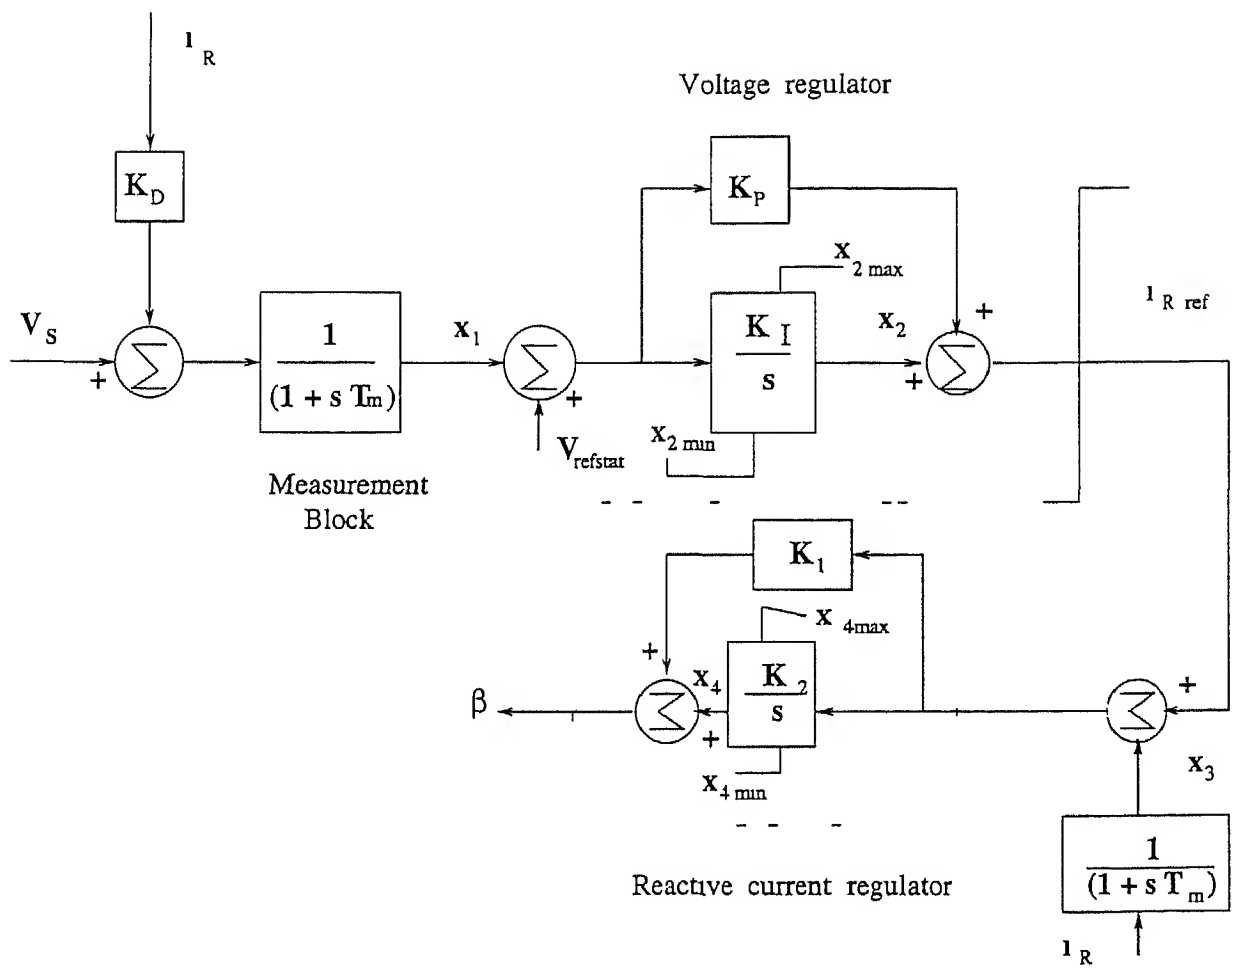 ı R
Voltage regulator
K D
K P
x 2 max
ı R ref
V S
+
Σ
1
(1 + s T m)
x 1
Σ
+
V refstat
K I
s
x 2
+
+
Σ
x 2 min
Measurement
Block
K 1
x 4max
+
β
Σ
x 4
+
K 2
s
x 4 min
Σ
+
x 3
1
(1 + s T m)
Reactive current regulator
ı R